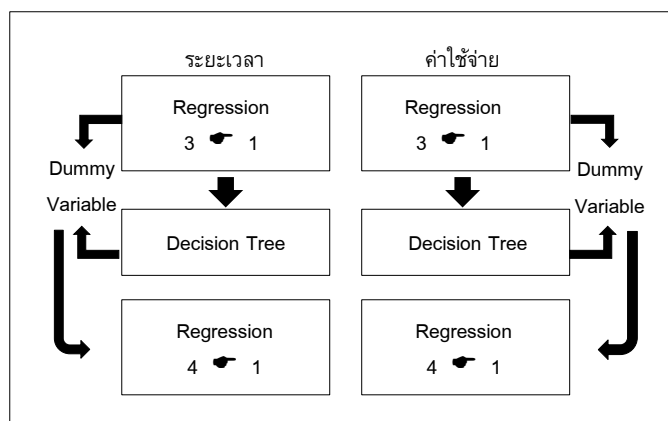 ระยะเวลา
ค่าใช้จ่าย
Regression
3 ☛ 1
Regression
3 ☛ 1
Dummy
Variable
Dummy
Variable
Decision Tree
Decision Tree
Regression
4 ☛ 1
Regression
4 ☛ 1